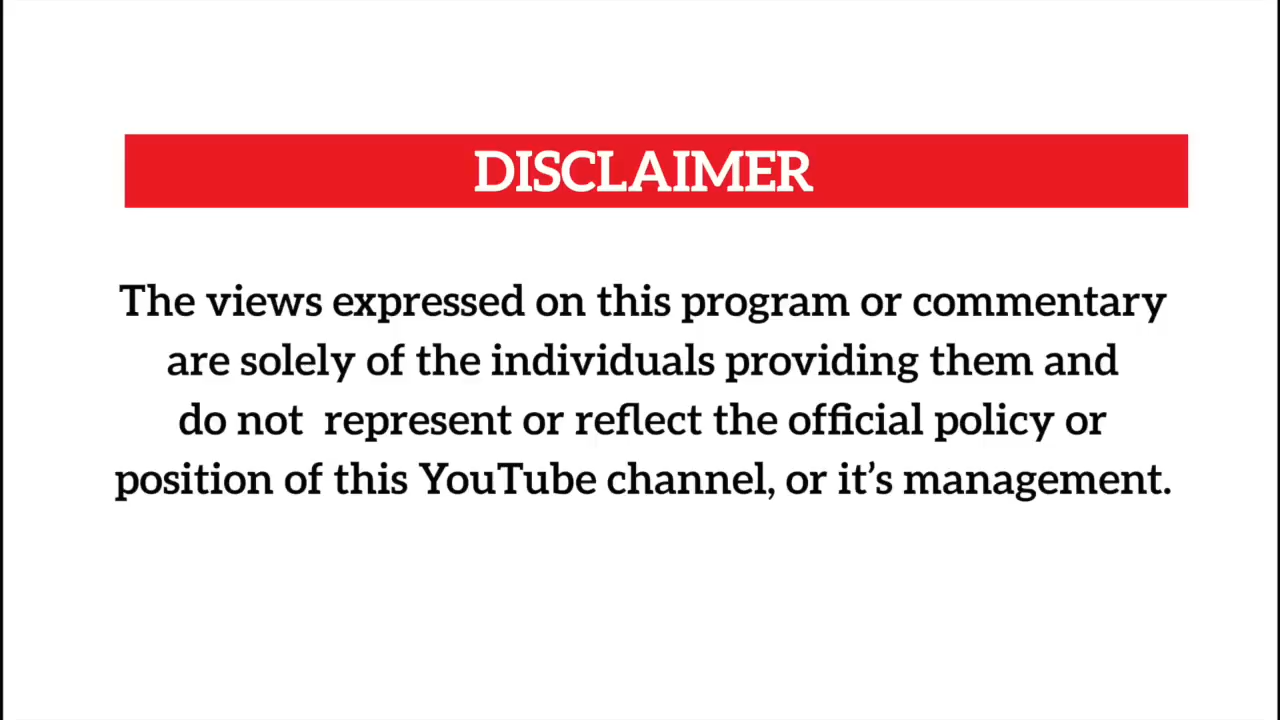 DISCLAIMER
The views expressed on this program or commentary
are solely of the individuals providing them and
do not  represent or reflect the official policy or
position of this YouTube channel, or it’s management.